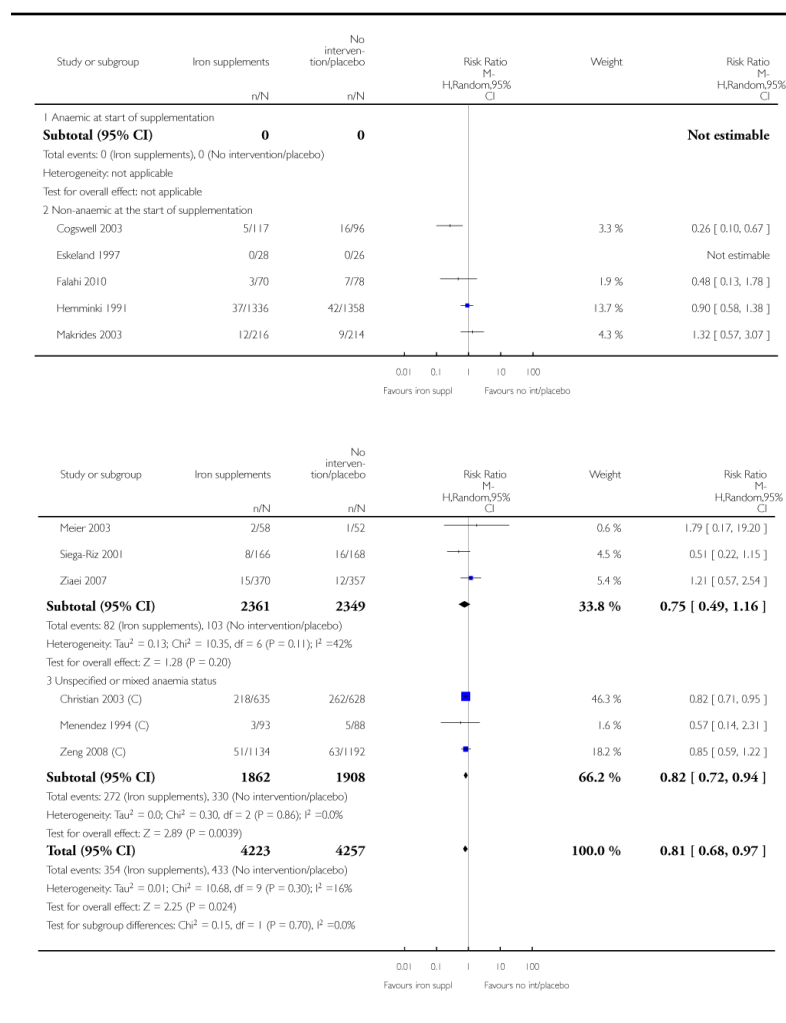 Study or subgroup Iron supplements No interven-tion/placebo Risk Ratio M-H,Random,95% CI Weight Risk Ratio M-H,Random,95% CI
n/N n/N
1 Anaemic at start of supplementation
Subtotal (95% CI) 0 0 Not estimable
Total events: 0 (Iron supplements), 0 (No intervention/placebo)
Heterogeneity: not applicable
Test for overall effect: not applicable
2 Non-anaemic at the start of supplementation
Cogswell 2003 5/117 16/96 3.3 % 0.26 [ 0.10, 0.67 ]
Eskeland 1997 0/28 0/26 Not estimable
Falahi 2010 3/70 7/78 1.9 % 0.48 [ 0.13, 1.78 ]
Hemminki 1991 37/1336 42/1358 13.7 % 0.90 [ 0.58, 1.38 ]
Makrides 2003 12/216 9/214 4.3 % 1.32 [ 0.57, 3.07 ]
0.01 0.1 1 10 100
Favours iron suppl Favours no int/placebo
Study or subgroup Iron supplements No interven-tion/placebo Risk Ratio M-H,Random,95% CI Weight Risk Ratio M-H,Random,95% CI
n/N n/N
Meier 2003 2/58 1/52 0.6 % 1.79 [ 0.17, 19.20 ]
Siega-Riz 2001 8/166 16/168 4.5 % 0.51 [ 0.22, 1.15 ]
Ziaei 2007 15/370 12/357 5.4 % 1.21 [ 0.57, 2.54 ]
Subtotal (95% CI) 2361 2349 33.8 % 0.75 [ 0.49, 1.16 ]
Total events: 82 (Iron supplements), 103 (No intervention/placebo)
Heterogeneity: Tau² = 0.13; Chi² = 10.35, df = 6 (P = 0.11); I² =42%
Test for overall effect: Z = 1.28 (P = 0.20)
3 Unspecified or mixed anaemia status
Christian 2003 (C) 218/635 262/628 46.3 % 0.82 [ 0.71, 0.95 ]
Menendez 1994 (C) 3/93 5/88 1.6 % 0.57 [ 0.14, 2.31 ]
Zeng 2008 (C) 51/1134 63/1192 18.2 % 0.85 [ 0.59, 1.22 ]
Subtotal (95% CI) 1862 1908 66.2 % 0.82 [ 0.72, 0.94 ]
Total events: 272 (Iron supplements), 330 (No intervention/placebo)
Heterogeneity: Tau² = 0.0; Chi² = 0.30, df = 2 (P = 0.86); I² =0.0%
Test for overall effect: Z = 2.89 (P = 0.0039)
Total (95% CI) 4223 4257 100.0 % 0.81 [ 0.68, 0.97 ]
Total events: 354 (Iron supplements), 433 (No intervention/placebo)
Heterogeneity: Tau² = 0.01; Chi² = 10.68, df = 9 (P = 0.30); I² =16%
Test for overall effect: Z = 2.25 (P = 0.024)
Test for subgroup differences: Chi² = 0.15, df = 1 (P = 0.70), I² =0.0%
0.01 0.1 1 10 100
Favours iron suppl Favours no int/placebo